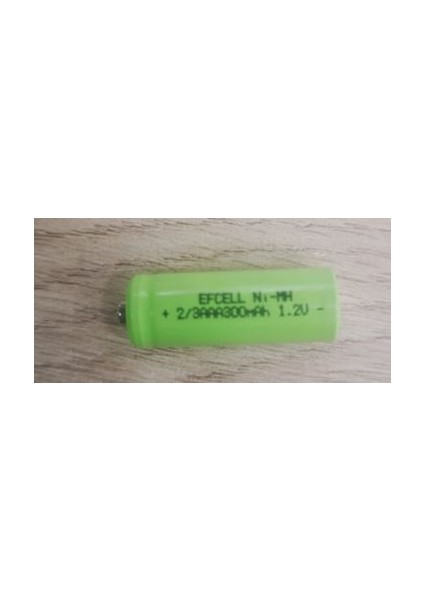 EFCELL Ni-MH
+ 2/3AAA300mAh 1.2V -